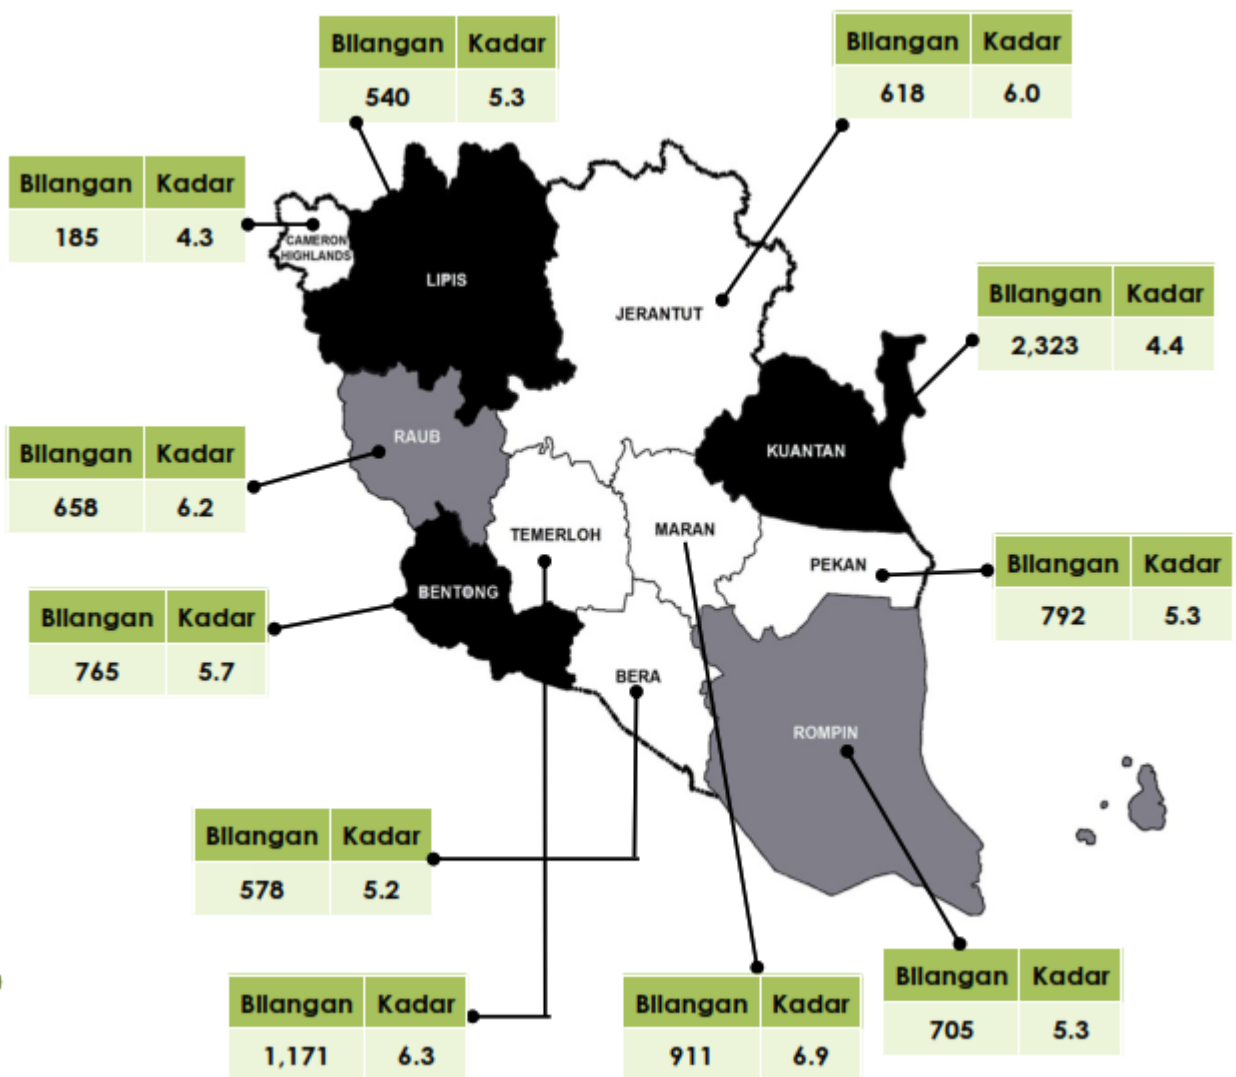 Bilangan Kadar
540 5.3
Bilangan Kadar
618 6.0
Bilangan Kadar
185 4.3
CAMERON
HIGHLANDS
LIPIS
JERANTUT
Bilangan Kadar
2,323 4.4
RAUB
KUANTAN
Bilangan Kadar
658 6.2
TEMERLOH
MARAN
PEKAN
Bilangan Kadar
792 5.3
BENTONG
Bilangan Kadar
765 5.7
BERA
ROMPIN
Bilangan Kadar
578 5.2
Bilangan Kadar
1,171 6.3
Bilangan Kadar
911 6.9
Bilangan Kadar
705 5.3